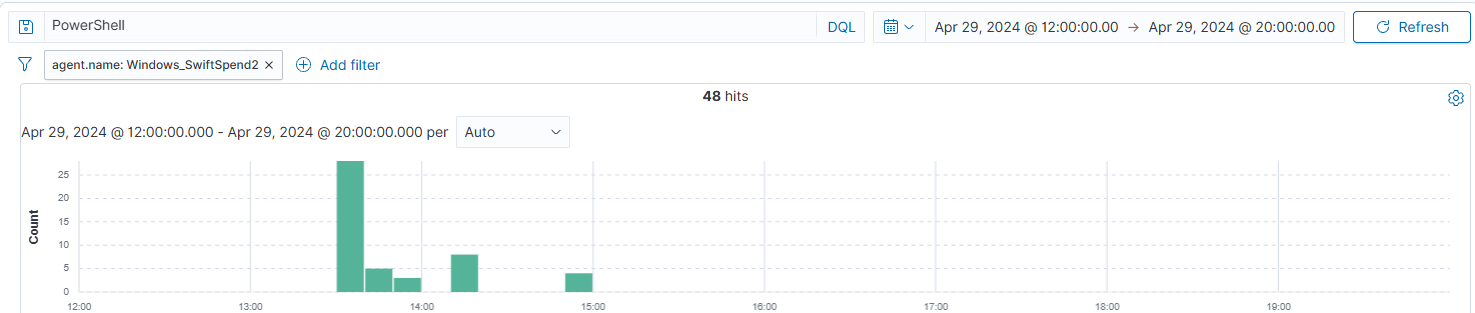 PowerShell DQL Apr 29, 2024 @ 12:00:00.00 → Apr 29, 2024 @ 20:00:00.00 Refresh
agent.name: Windows_SwiftSpend2 × Add filter
48 hits
Apr 29, 2024 @ 12:00:00.000 - Apr 29, 2024 @ 20:00:00.000 per Auto
Count
25
20
15
10
5
0
12:00 13:00 14:00 15:00 16:00 17:00 18:00 19:00